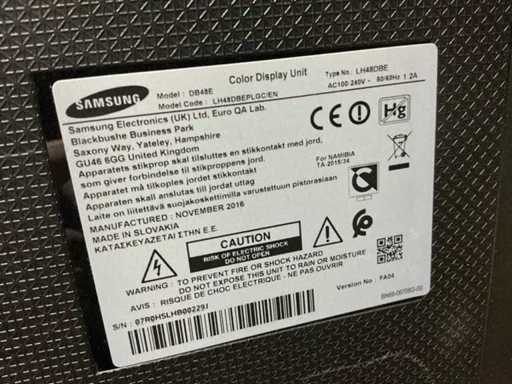 SAMSUNG
Color Display Unit
Model : DB48E
Type No.: LH48DBE
Model Code : LH48DBEPLGC/EN
AC100-240V~ 50/60Hz 1.2A
Samsung Electronics (UK) Ltd, Euro QA Lab.
Blackbushe Business Park
Saxony Way, Yateley, Hampshire
GU46 6GG United Kingdom
CE
Hg
Apparatets stikprop skal tilsluttes en stikkontakt med jord,
som giver forbindelse til stikproppens jord.
Apparatet må tilkoples jordet stikkontakt
Apparaten skall anslutas till jordat uttag
Laite on liitettävä suojakoskettimilla varustettuun pistorasiaan
For NAMIBIA
TA-2015/34
MANUFACTURED : NOVEMBER 2016
MADE IN SLOVAKIA
ΚΑΤΑΣΚΕΥΑΖΕΤΑΙ ΣΤΗΝ Ε.Ε.
CAUTION
RISK OF ELECTRIC SHOCK
DO NOT OPEN
WARNING : TO PREVENT FIRE OR SHOCK HAZARD,
DO NOT EXPOSE THIS UNIT TO RAIN OR MOISTURE.
AVIS : RISQUE DE CHOC ELECTRIQUE - NE PAS OUVRIR
S/N : 07R0HSLHB00229J
Version No : FA04